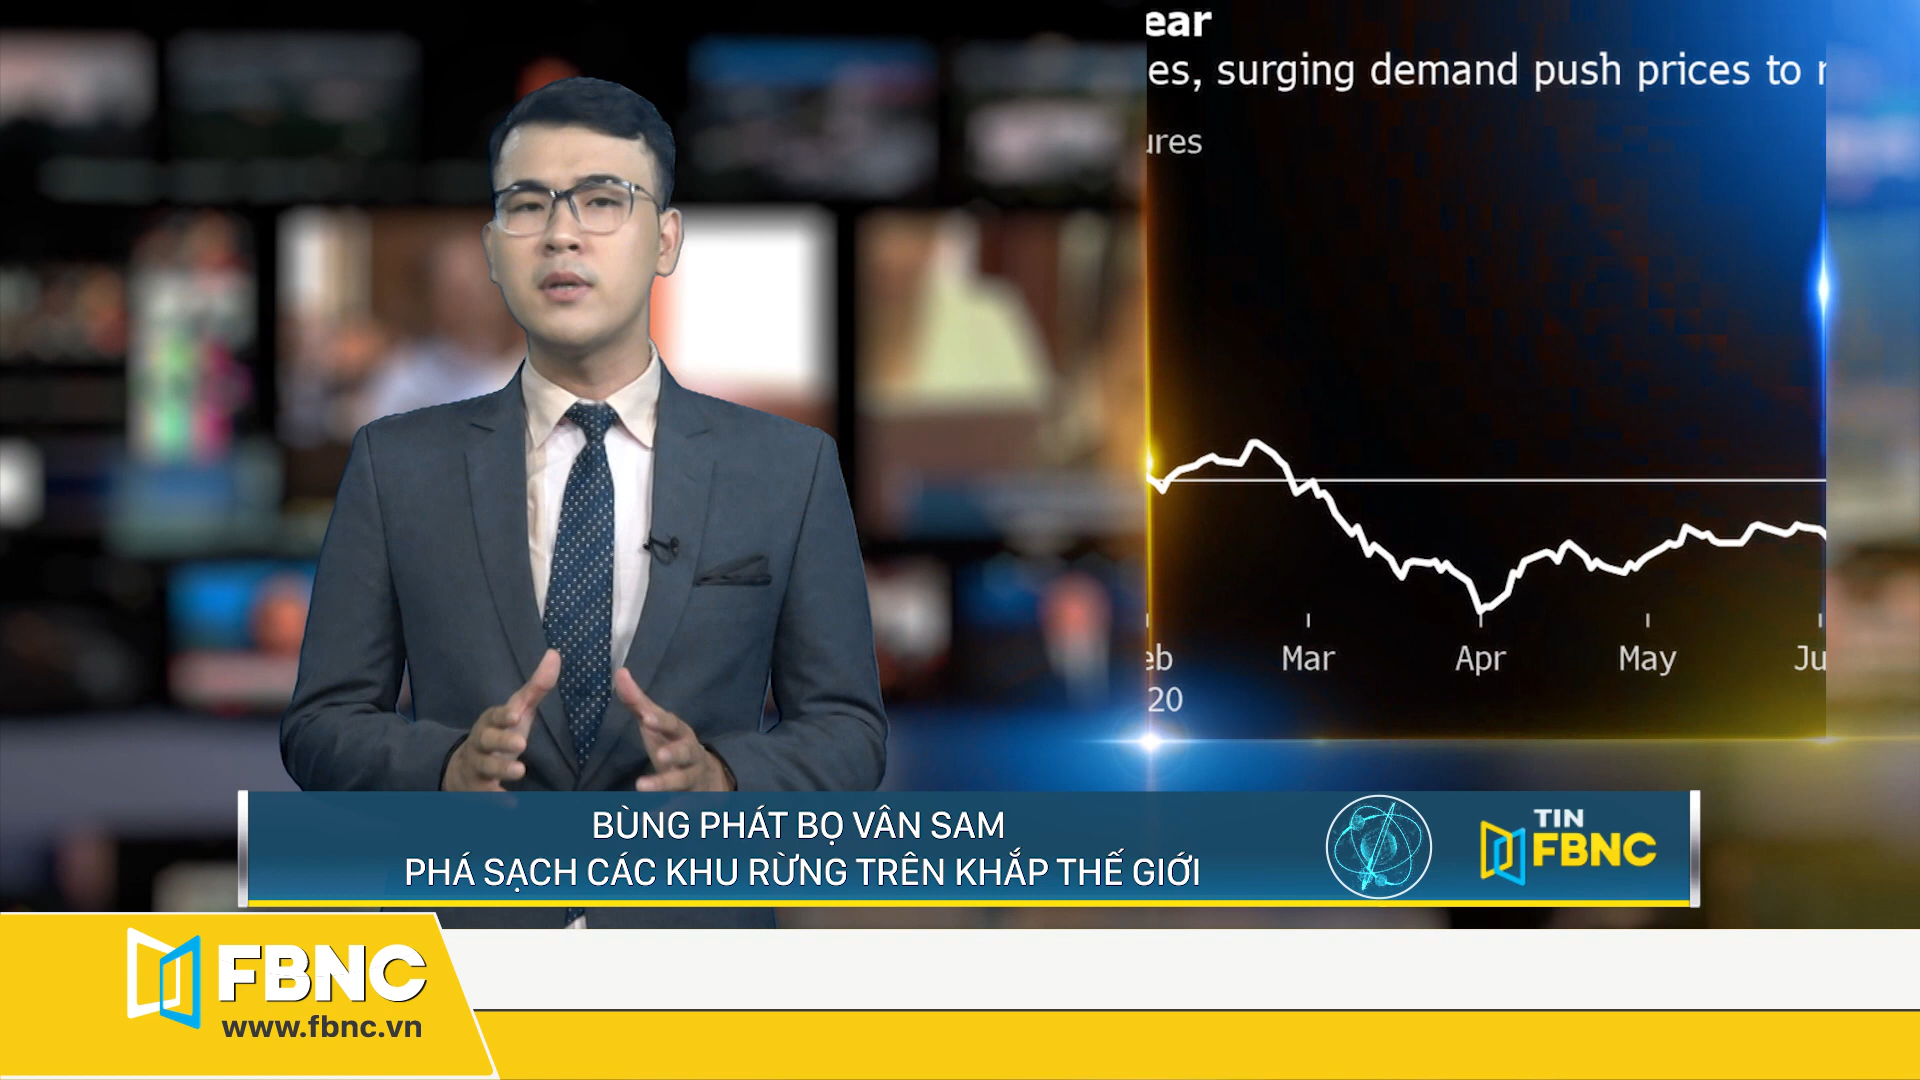 ear
es, surging demand push prices to r
ures
eb
Mar
Apr
May
Ju
20
BÙNG PHÁT BỌ VÂN SAM
PHÁ SẠCH CÁC KHU RỪNG TRÊN KHẮP THẾ GIỚI
TIN
FBNC
FBNC
www.fbnc.vn